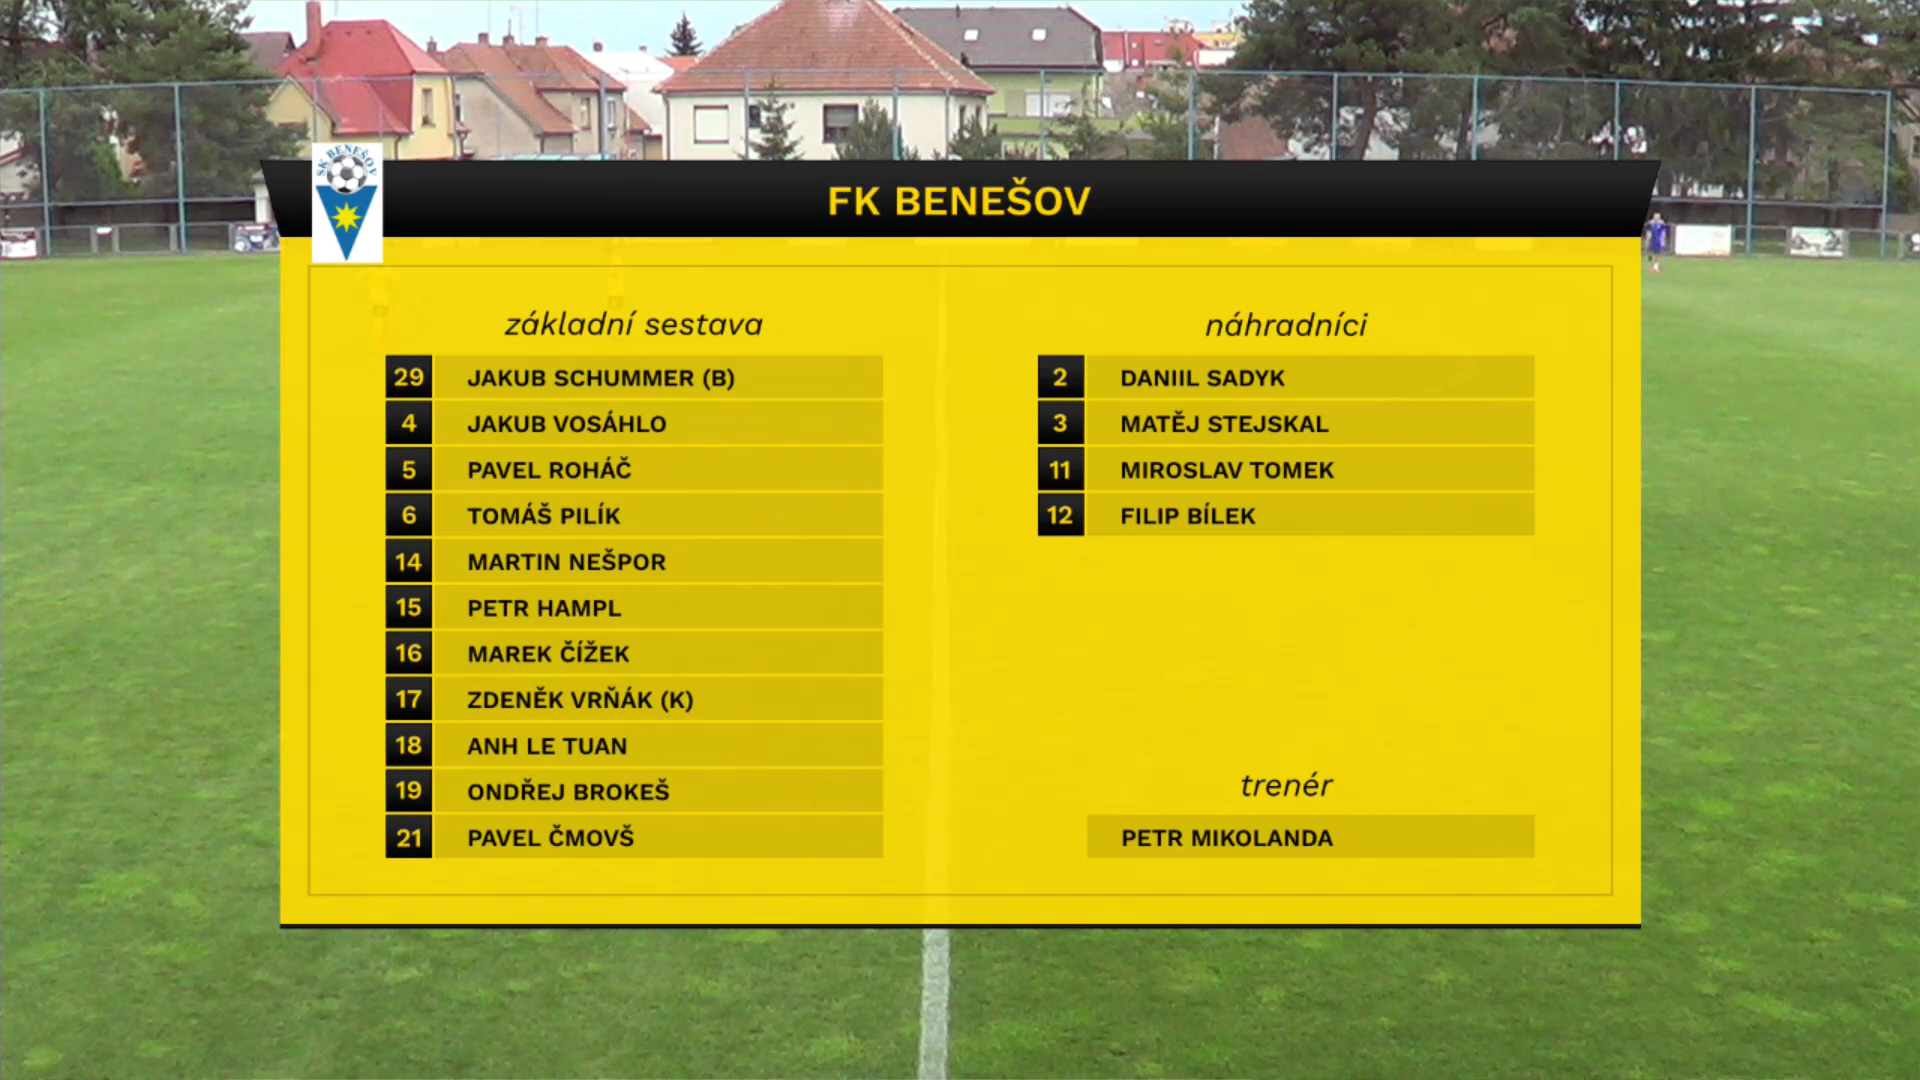 SK BENEŠOV
FK BENEŠOV
základní sestava
29 JAKUB SCHUMMER (B)
4 JAKUB VOSÁHLO
5 PAVEL ROHÁČ
6 TOMÁŠ PILÍK
14 MARTIN NEŠPOR
15 PETR HAMPL
16 MAREK ČÍŽEK
17 ZDENĚK VRŇÁK (K)
18 ANH LE TUAN
19 ONDŘEJ BROKEŠ
21 PAVEL ČMOVŠ
náhradníci
2 DANIIL SADYK
3 MATĚJ STEJSKAL
11 MIROSLAV TOMEK
12 FILIP BÍLEK
trenér
PETR MIKOLANDA